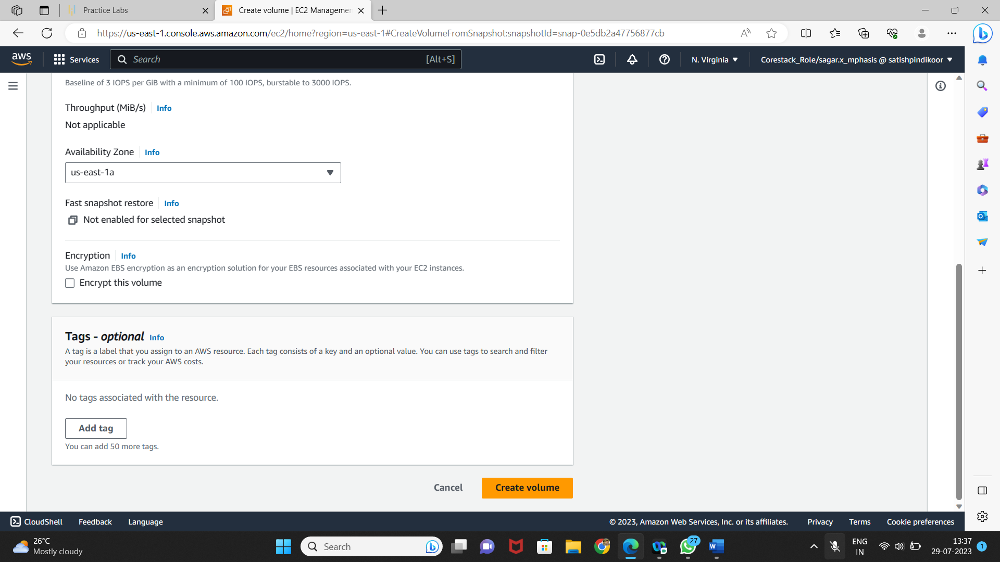 Practice Labs
Create volume | EC2 Managemen
https://us-east-1.console.aws.amazon.com/ec2/home?region=us-east-1#CreateVolumeFromSnapshot:snapshotId=snap-0e5db2a47756877cb
aws
Services
Search
[Alt+S]
N. Virginia
Corestack_Role/sagar.x_mphasis @ satishpindikoor
Baseline of 3 IOPS per GiB with a minimum of 100 IOPS, burstable to 3000 IOPS.
Throughput (MiB/s) Info
Not applicable
Availability Zone Info
us-east-1a
Fast snapshot restore Info
Not enabled for selected snapshot
Encryption Info
Use Amazon EBS encryption as an encryption solution for your EBS resources associated with your EC2 instances.
Encrypt this volume
Tags - optional Info
A tag is a label that you assign to an AWS resource. Each tag consists of a key and an optional value. You can use tags to search and filter
your resources or track your AWS costs.
No tags associated with the resource.
Add tag
You can add 50 more tags.
Cancel
Create volume
CloudShell
Feedback
Language
© 2023, Amazon Web Services, Inc. or its affiliates.
Privacy
Terms
Cookie preferences
26°C
Mostly cloudy
Search
27
ENG
IN
13:37
29-07-2023
1